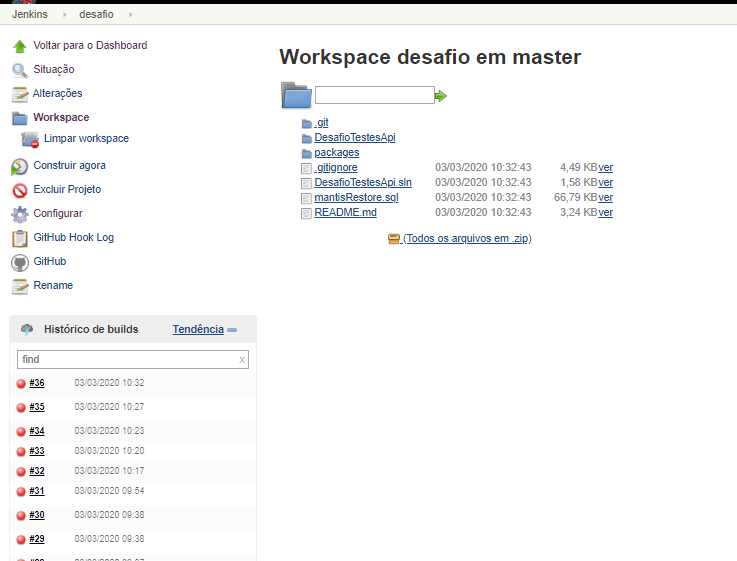 Jenkins desafio
Voltar para o Dashboard
Situação
Alterações
Workspace
Limpar workspace
Construir agora
Excluir Projeto
Configurar
GitHub Hook Log
GitHub
Rename
Histórico de builds Tendência
find x
#36 03/03/2020 10:32
#35 03/03/2020 10:27
#34 03/03/2020 10:23
#33 03/03/2020 10:20
#32 03/03/2020 10:17
#31 03/03/2020 09:54
#30 03/03/2020 09:38
#29 03/03/2020 09:38
Workspace desafio em master
.git
DesafioTestesApi
packages
.gitignore 03/03/2020 10:32:43 4,49 KB ver
DesafioTestesApi.sln 03/03/2020 10:32:43 1,58 KB ver
mantisRestore.sql 03/03/2020 10:32:43 66,79 KB ver
README.md 03/03/2020 10:32:43 3,24 KB ver
(Todos os arquivos em .zip)